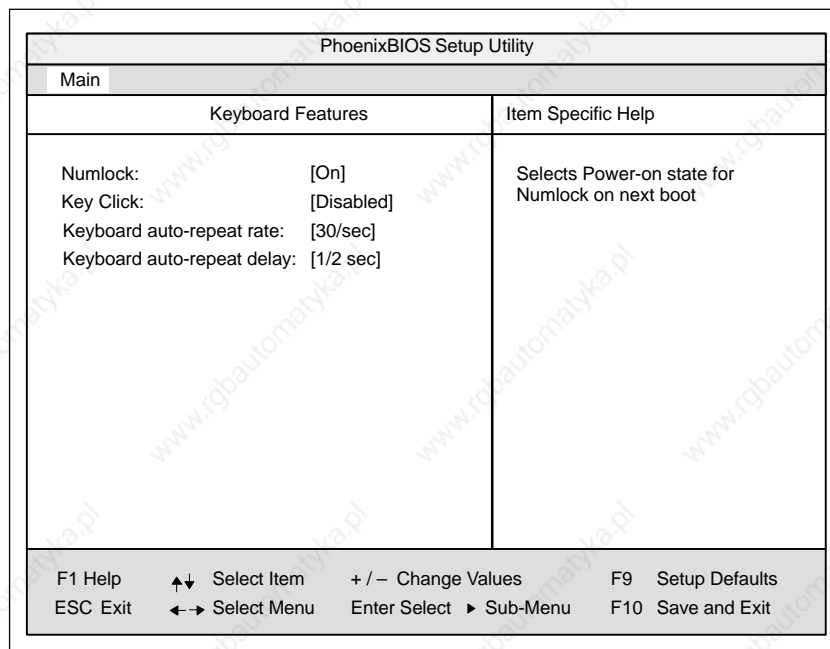 PhoenixBIOS Setup Utility
Main
Keyboard Features
Item Specific Help
Numlock: [On]
Key Click: [Disabled]
Keyboard auto-repeat rate: [30/sec]
Keyboard auto-repeat delay: [1/2 sec]
Selects Power-on state for
Numlock on next boot
F1 Help Select Item + / – Change Values F9 Setup Defaults
ESC Exit Select Menu Enter Select Sub-Menu F10 Save and Exit
www.rgbautomatyka.pl